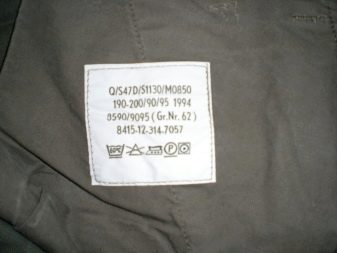 Q/S47D/S1130/M0850
190-200/90/95 1994
8590/9095 (Gr.Nr. 62)
8415-12-314-7057